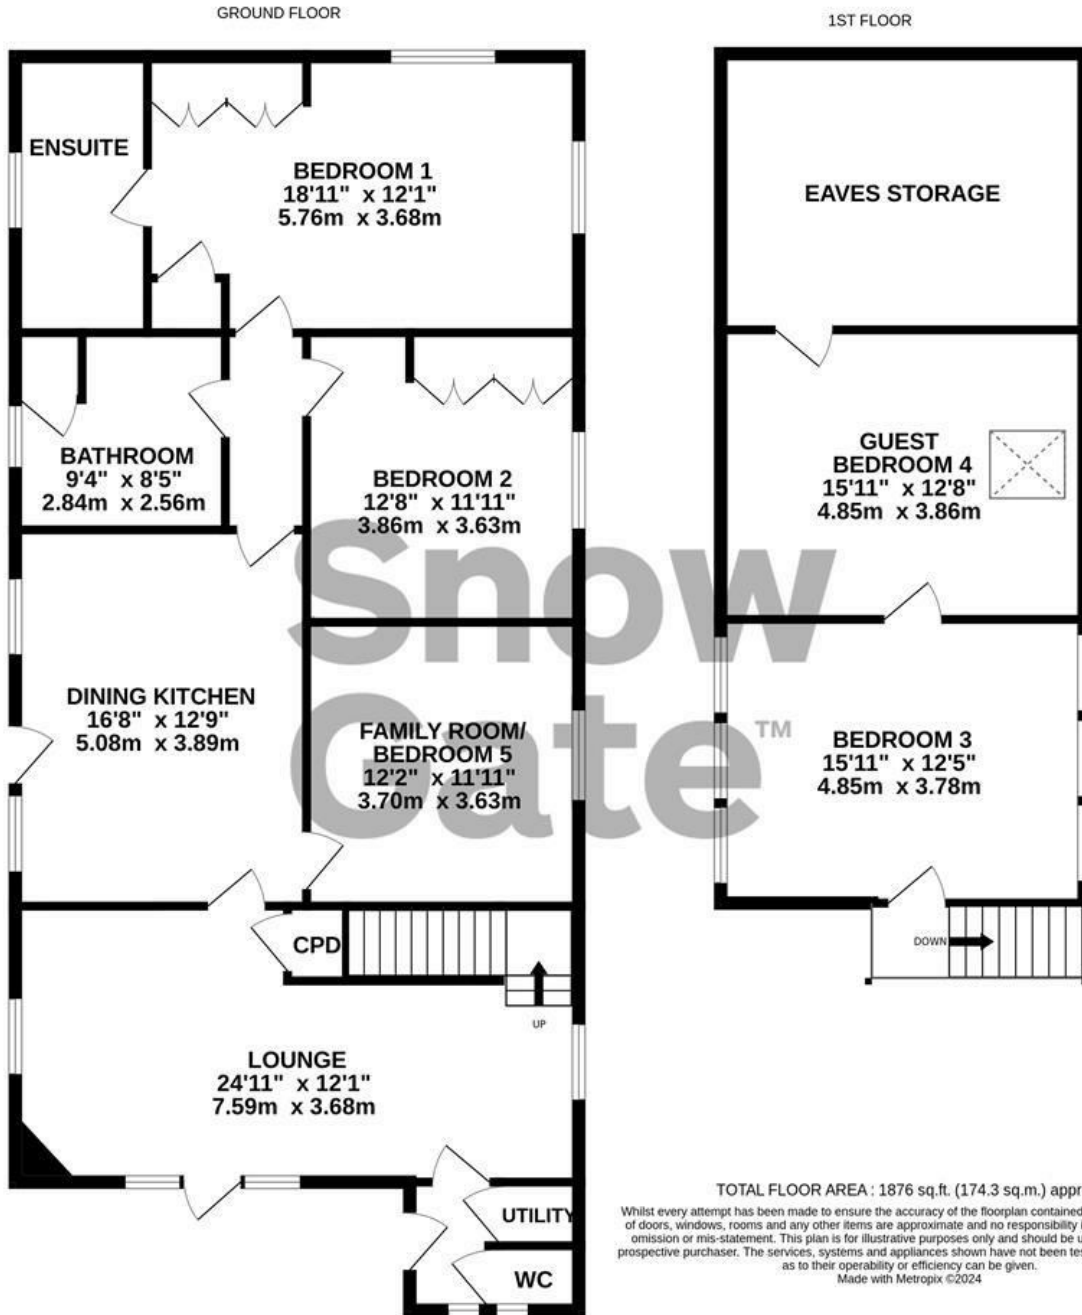 GROUND FLOOR
ENSUITE
BEDROOM 1
18'11" x 12'1"
5.76m x 3.68m
BATHROOM
9'4" x 8'5"
2.84m x 2.56m
BEDROOM 2
12'8" x 11'11"
3.86m x 3.63m
DINING KITCHEN
16'8" x 12'9"
5.08m x 3.89m
FAMILY ROOM/
BEDROOM 5
12'2" x 11'11"
3.70m x 3.63m
CPD
UP
LOUNGE
24'11" x 12'1"
7.59m x 3.68m
UTILITY
WC
1ST FLOOR
EAVES STORAGE
GUEST
BEDROOM 4
15'11" x 12'8"
4.85m x 3.86m
BEDROOM 3
15'11" x 12'5"
4.85m x 3.78m
DOWN
Snow
Gate™
TOTAL FLOOR AREA : 1876 sq.ft. (174.3 sq.m.) appr
Whilst every attempt has been made to ensure the accuracy of the floorplan contained
of doors, windows, rooms and any other items are approximate and no responsibility
omission or mis-statement. This plan is for illustrative purposes only and should be
prospective purchaser. The services, systems and appliances shown have not been
as to their operability or efficiency can be given.
Made with Metropix ©2024